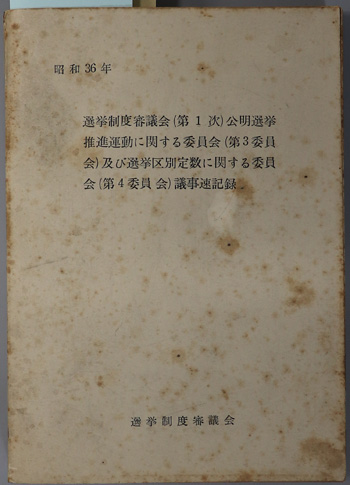 昭和36年
選挙制度審議会(第1次)公明選挙
推進運動に関する委員会(第3委員
会)及び選挙区別定数に関する委員
会(第4委員会)議事速記録
選挙制度審議会